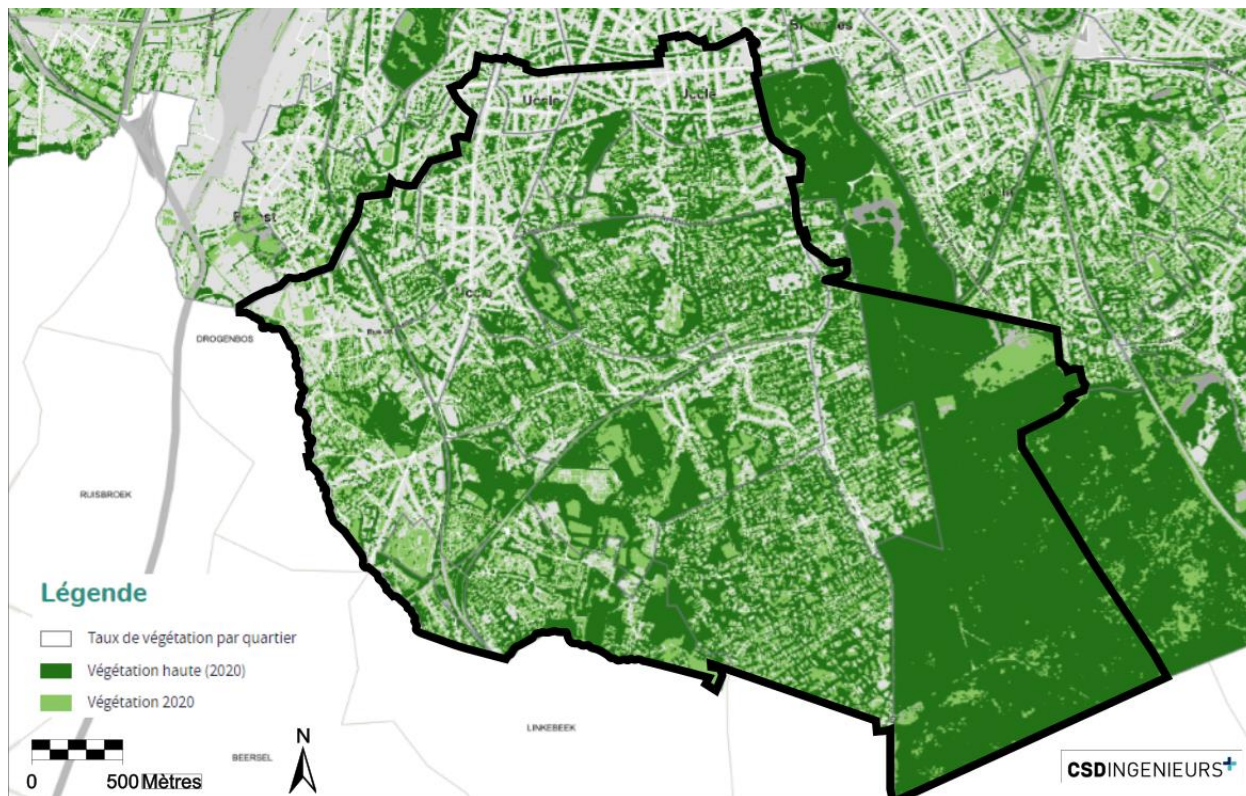 Uccle
Uccle
Uccle
DROGENBOS
RUISBROEK
Légende
Taux de végétation par quartier
Végétation haute (2020)
Végétation 2020
N
0 500 Mètres
BEERSEL
LINKEBEEK
CSDINGENIEURS+